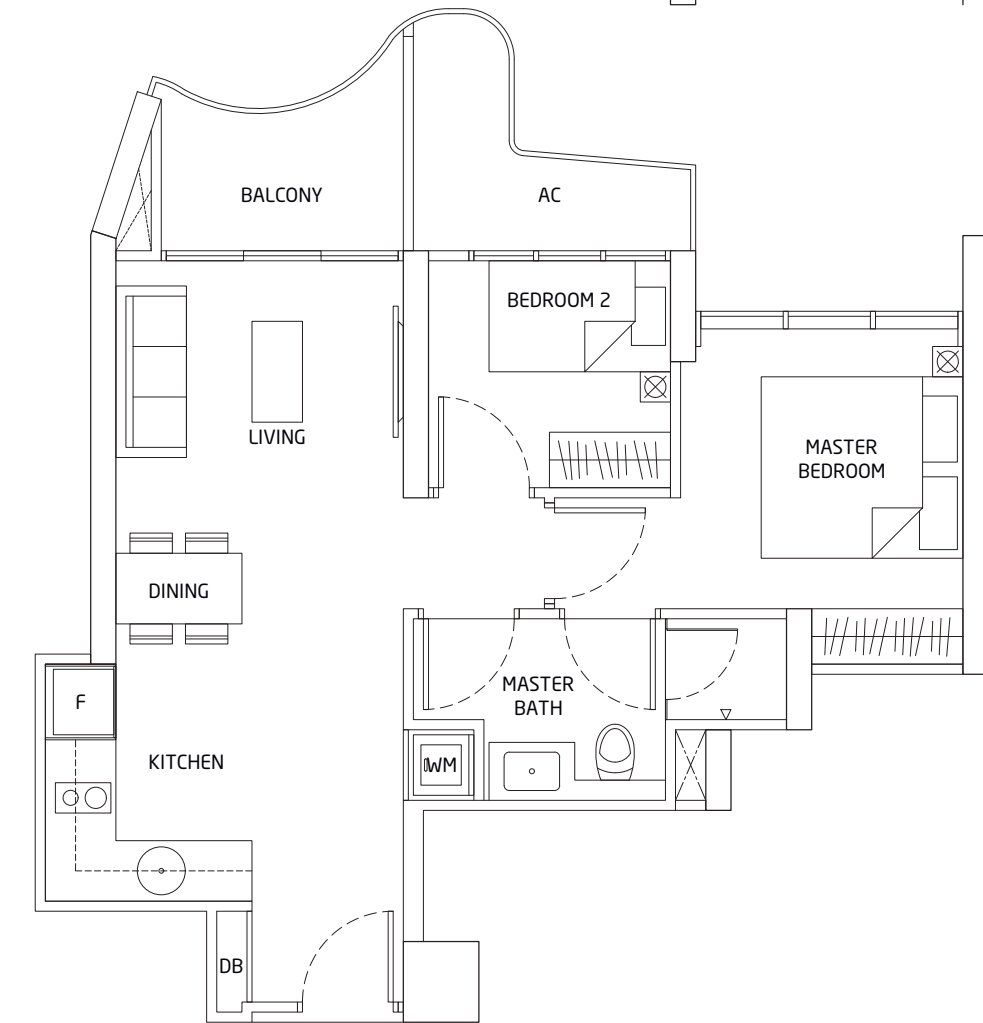 BALCONY
AC
BEDROOM 2
LIVING
MASTER
BEDROOM
DINING
MASTER
BATH
F
KITCHEN
WM
DB